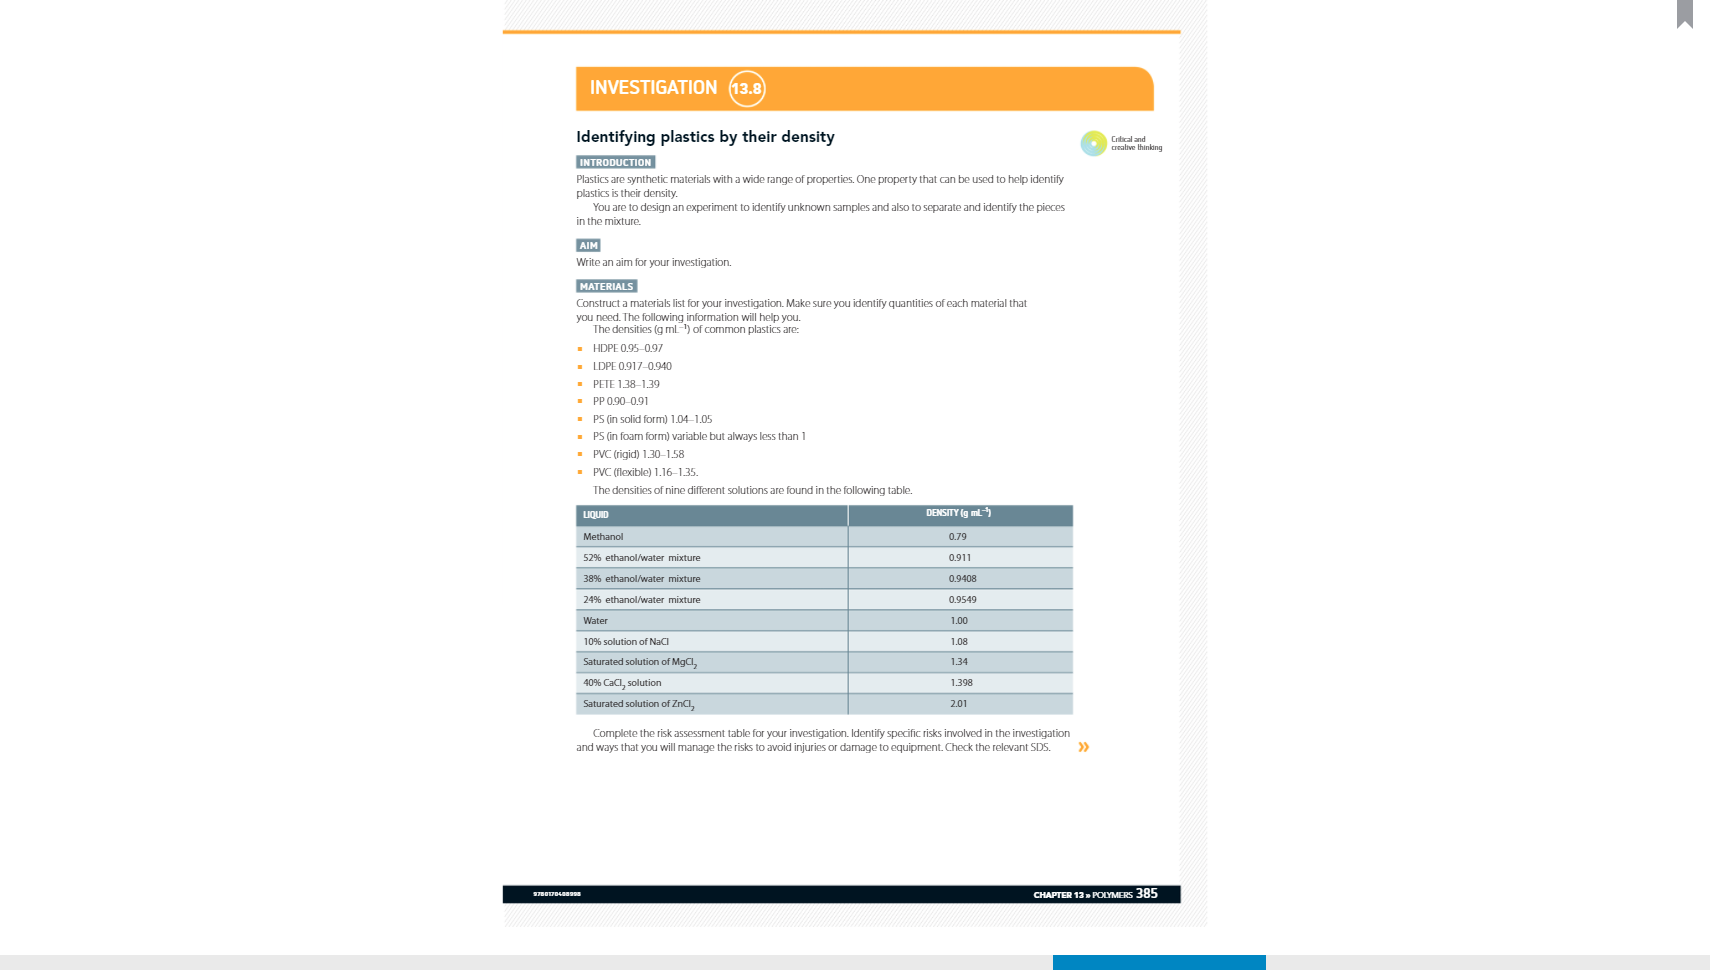 INVESTIGATION 13.8
Identifying plastics by their density
Critical and
creative thinking
INTRODUCTION
Plastics are synthetic materials with a wide range of properties. One property that can be used to help identify
plastics is their density.
You are to design an experiment to identify unknown samples and also to separate and identify the pieces
in the mixture.
AIM
Write an aim for your investigation.
MATERIALS
Construct a materials list for your investigation. Make sure you identify quantities of each material that
you need. The following information will help you.
The densities (g mL⁻¹) of common plastics are:
HDPE 0.95–0.97
LDPE 0.917–0.940
PETE 1.38–1.39
PP 0.90–0.91
PS (in solid form) 1.04–1.05
PS (in foam form) variable but always less than 1
PVC (rigid) 1.30–1.58
PVC (flexible) 1.16–1.35.
The densities of nine different solutions are found in the following table.
LIQUID DENSITY (g mL⁻¹)
Methanol 0.79
52% ethanol/water mixture 0.911
38% ethanol/water mixture 0.9408
24% ethanol/water mixture 0.9549
Water 1.00
10% solution of NaCl 1.08
Saturated solution of MgCl₂ 1.34
40% CaCl₂ solution 1.398
Saturated solution of ZnCl₂ 2.01
Complete the risk assessment table for your investigation. Identify specific risks involved in the investigation
and ways that you will manage the risks to avoid injuries or damage to equipment. Check the relevant SDS. »
9780170408998 CHAPTER 13 » POLYMERS 385